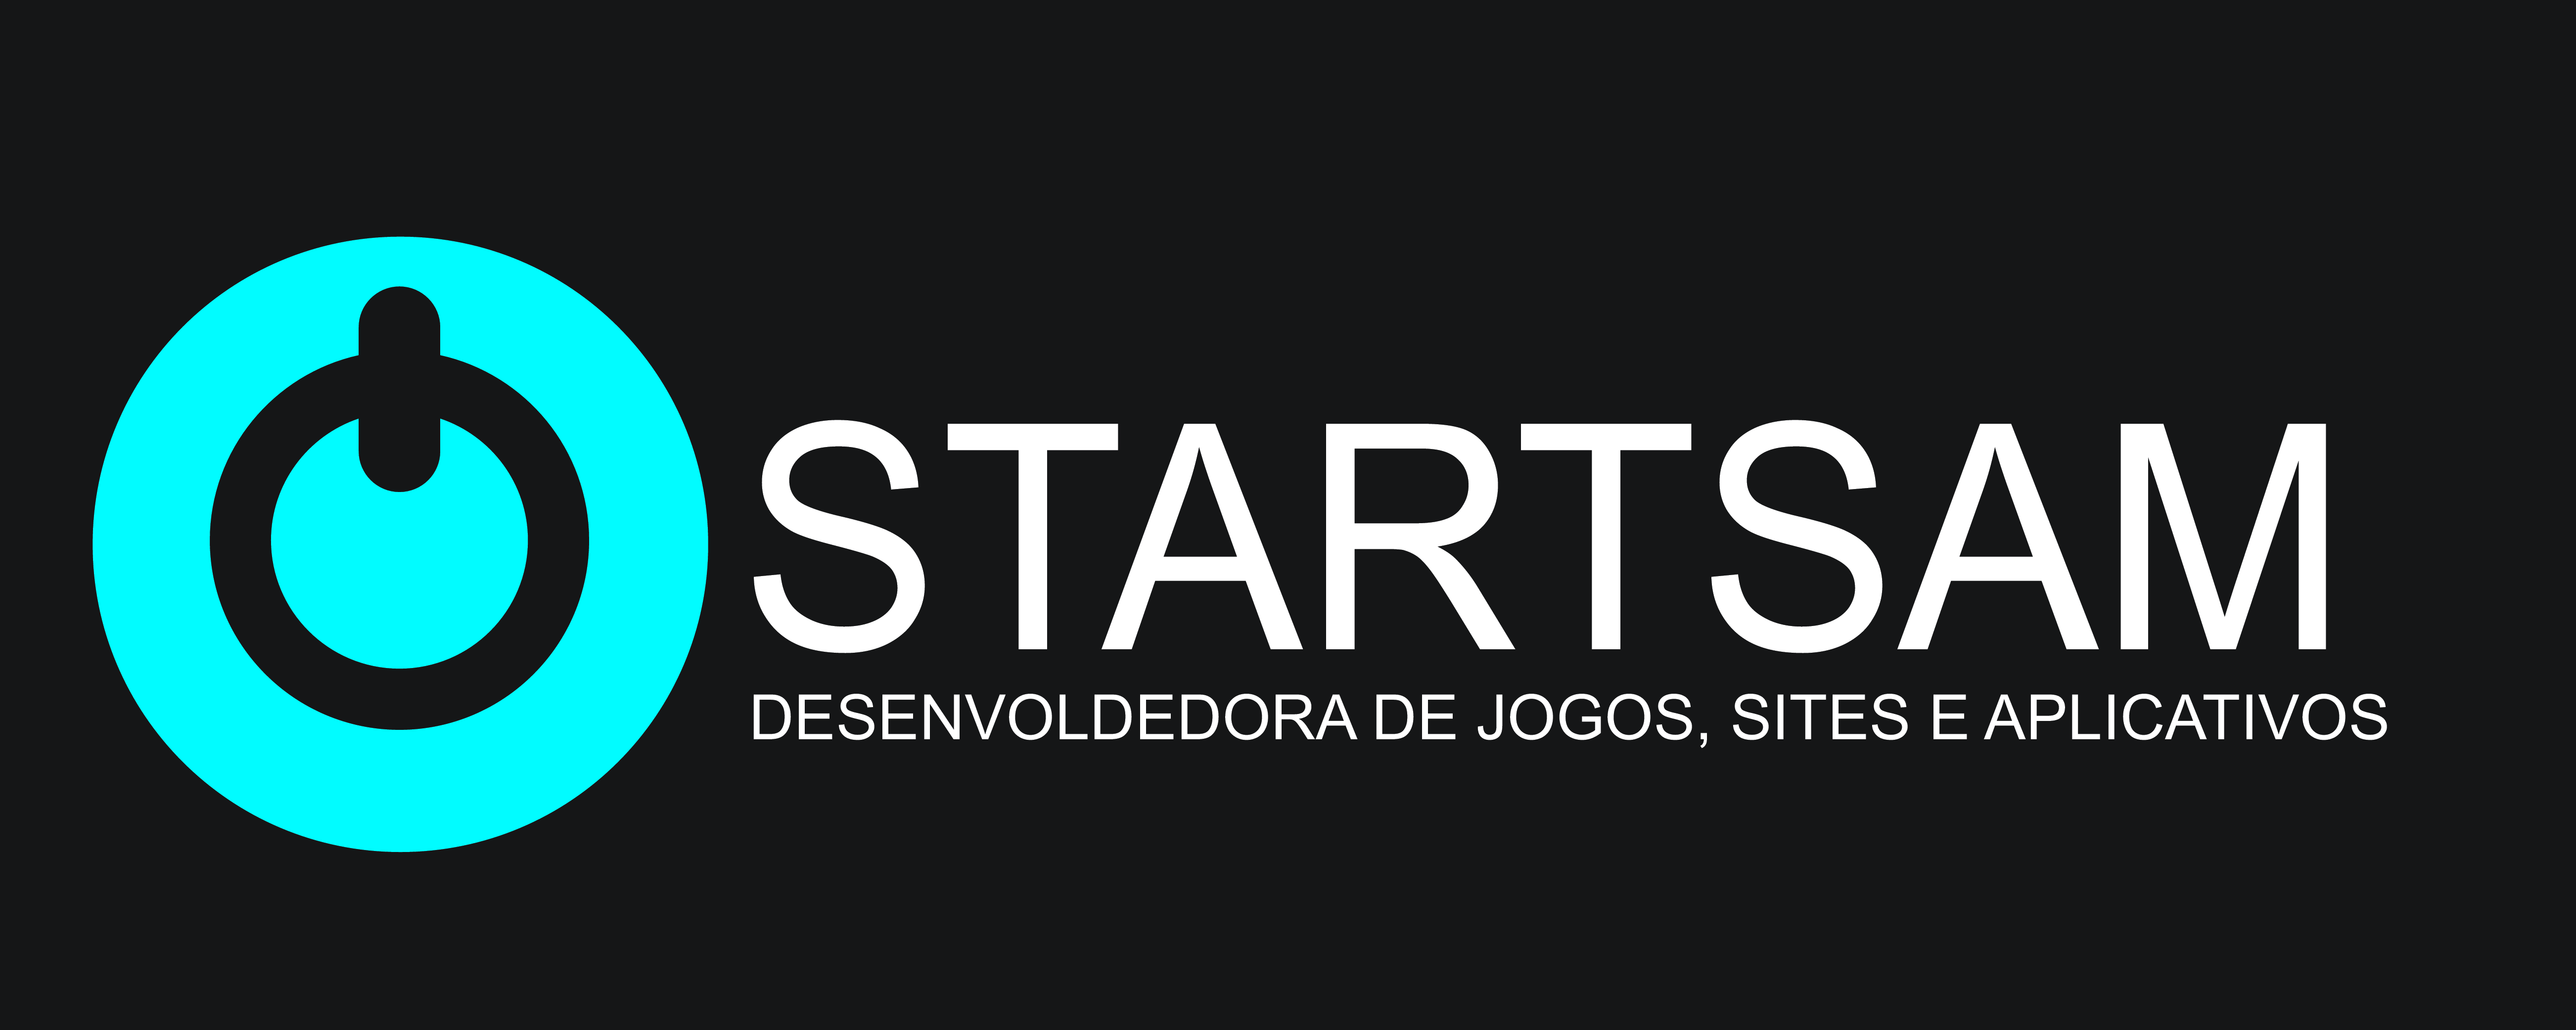 STARTSAM
DESENVOLDEDORA DE JOGOS, SITES E APLICATIVOS